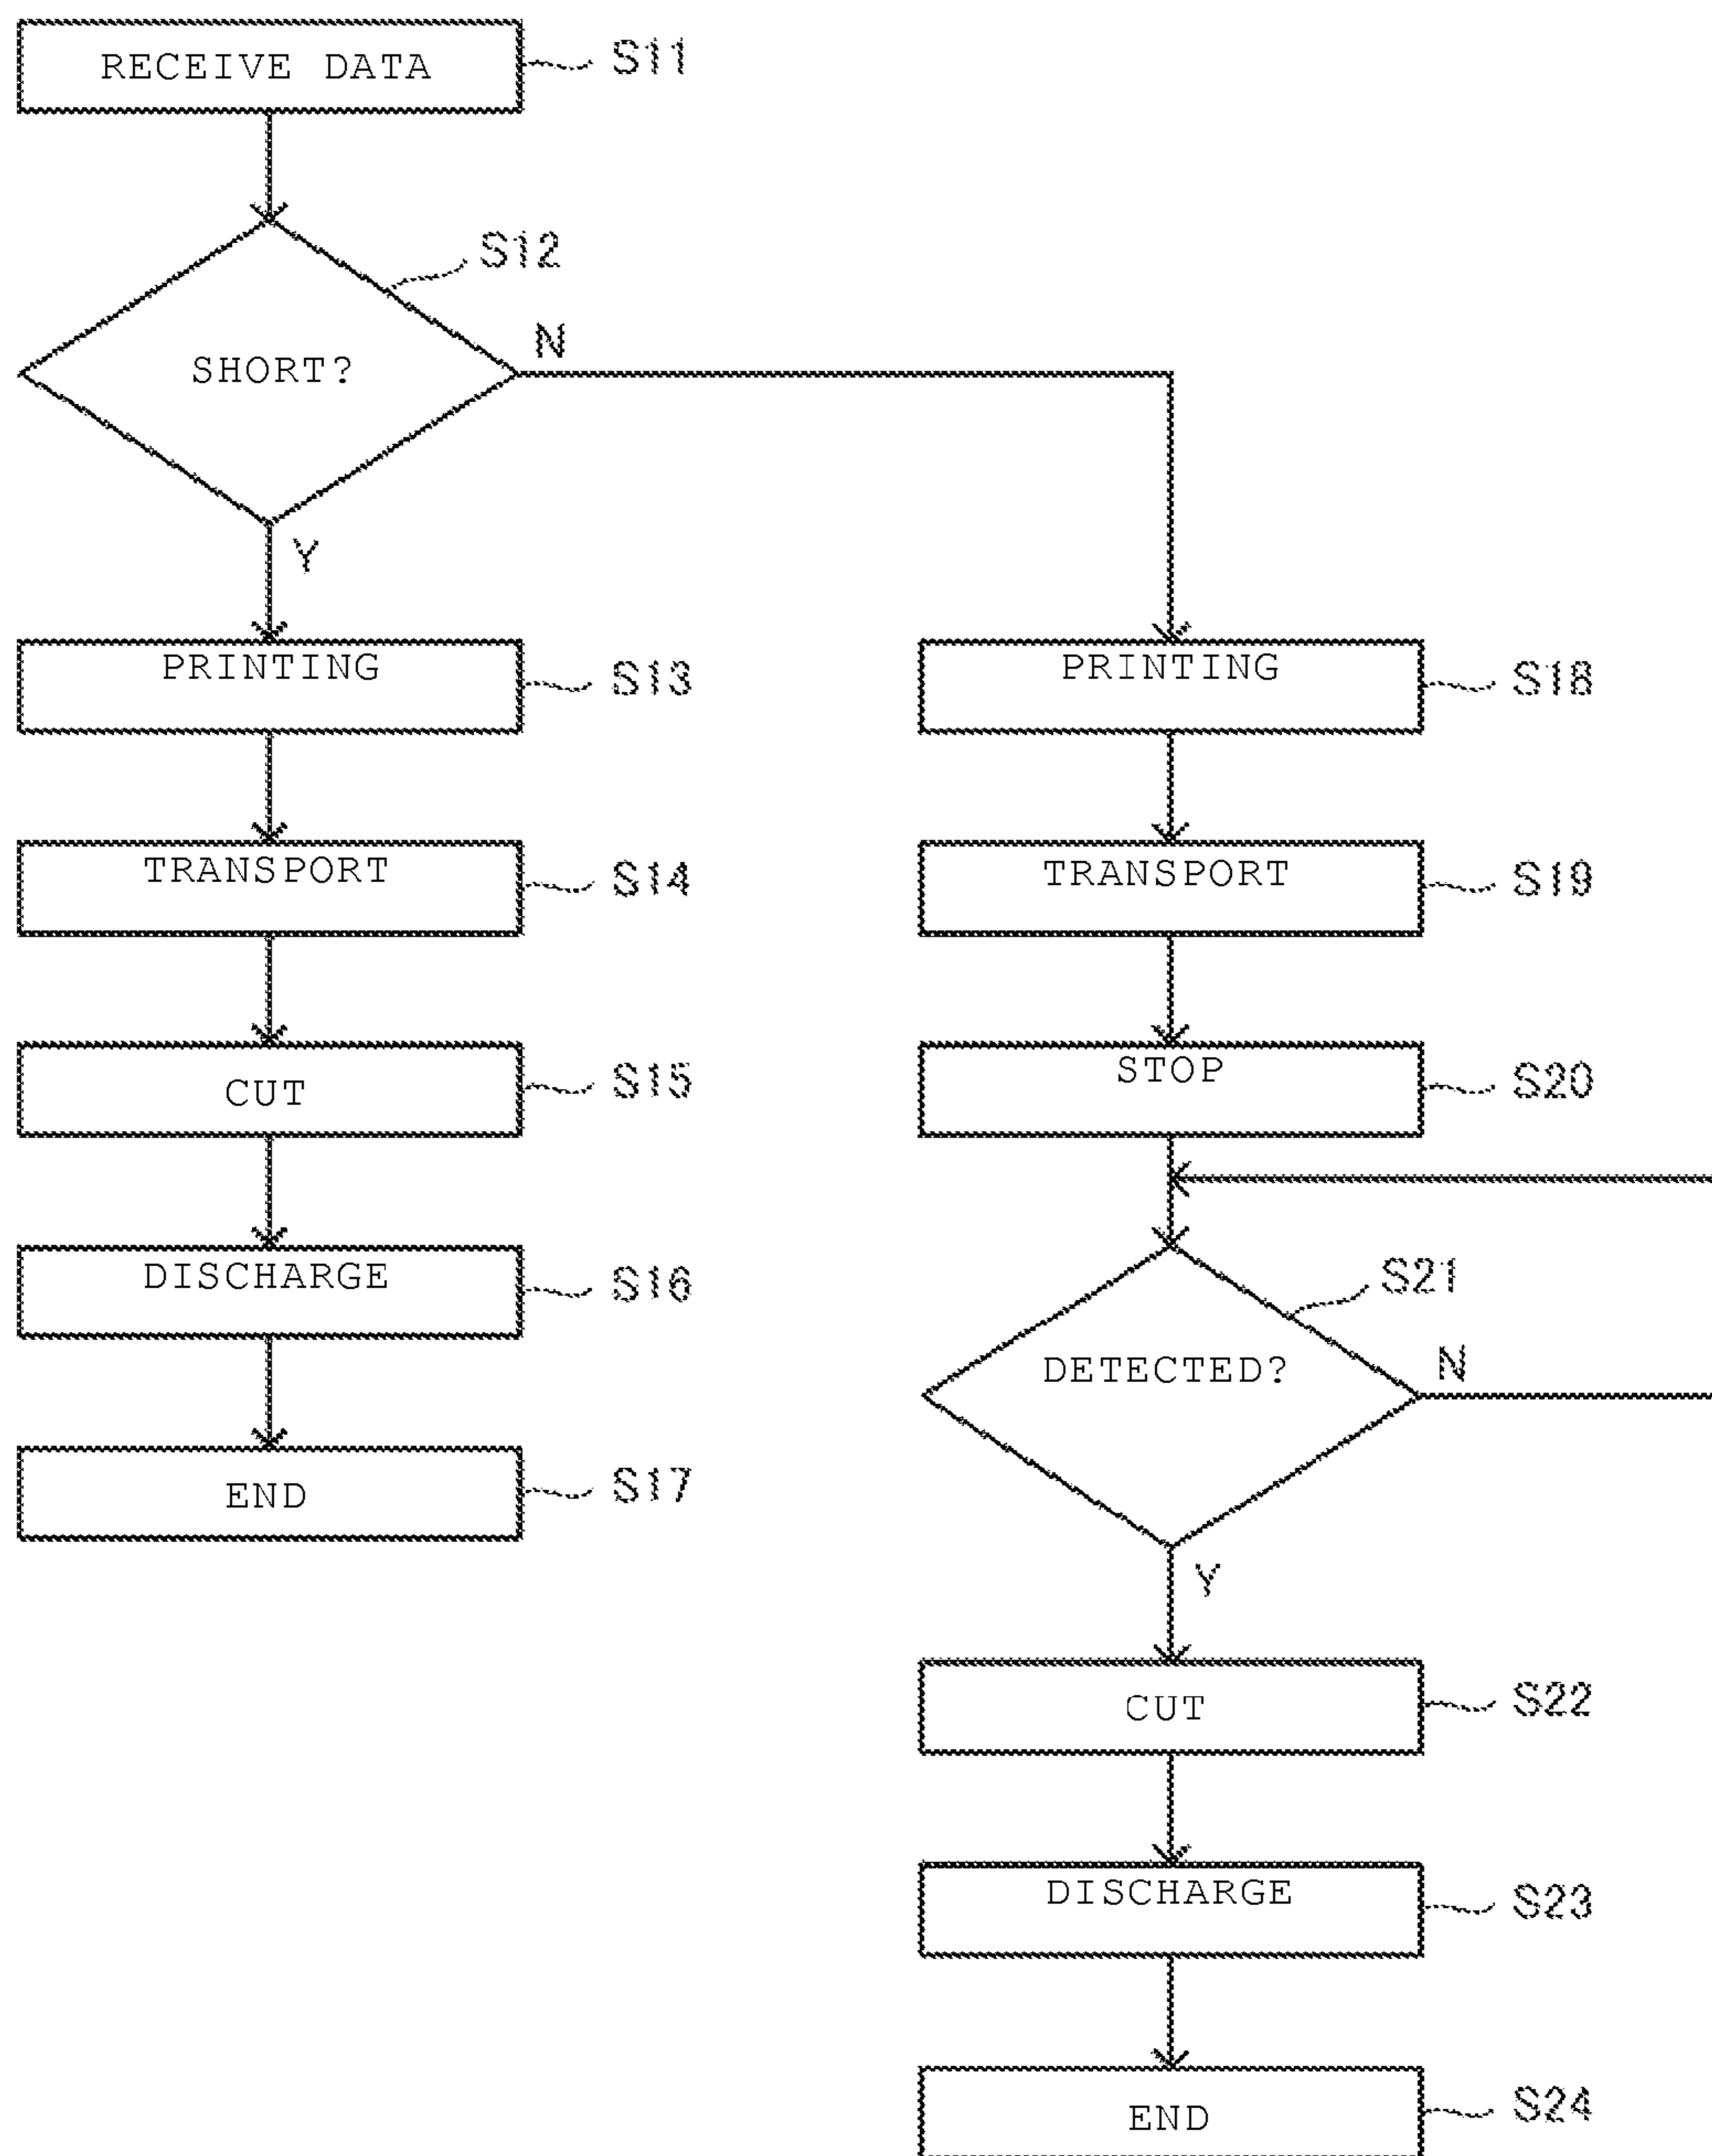 RECEIVE DATA
S11
S12
SHORT?
N
Y
PRINTING
S13
TRANSPORT
S14
CUT
S15
DISCHARGE
S16
END
S17
PRINTING
S18
TRANSPORT
S19
STOP
S20
S21
DETECTED?
N
Y
CUT
S22
DISCHARGE
S23
END
S24